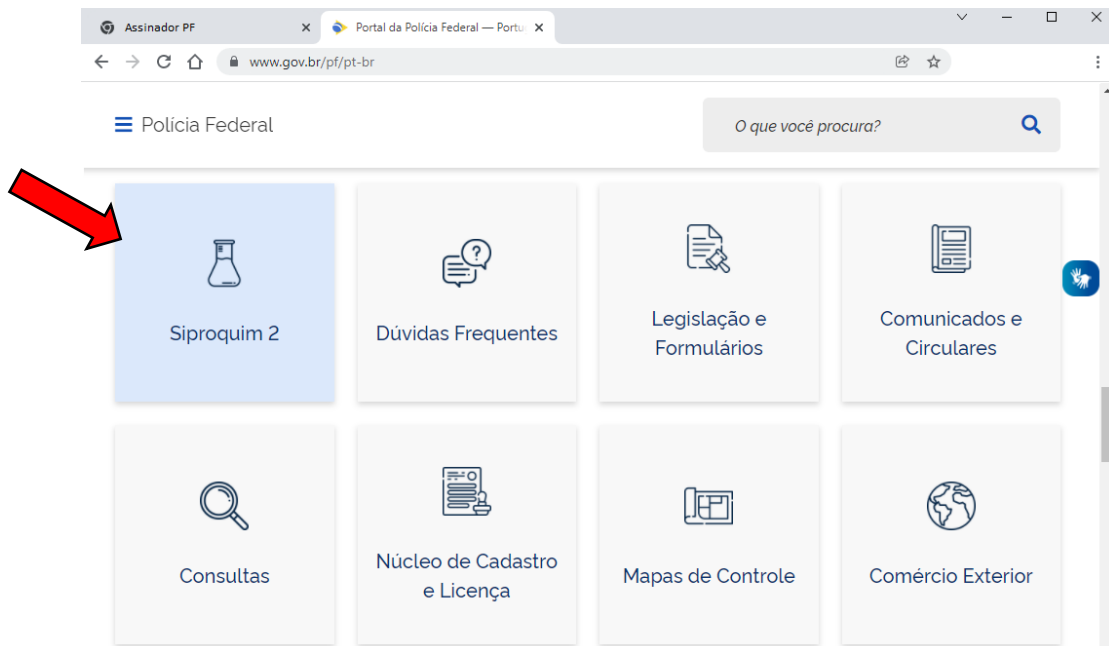 Assinador PF
Portal da Polícia Federal — Portu
www.gov.br/pf/pt-br
Polícia Federal
O que você procura?
Siproquim 2
Dúvidas Frequentes
Legislação e
Formulários
Comunicados e
Circulares
Consultas
Núcleo de Cadastro
e Licença
Mapas de Controle
Comércio Exterior